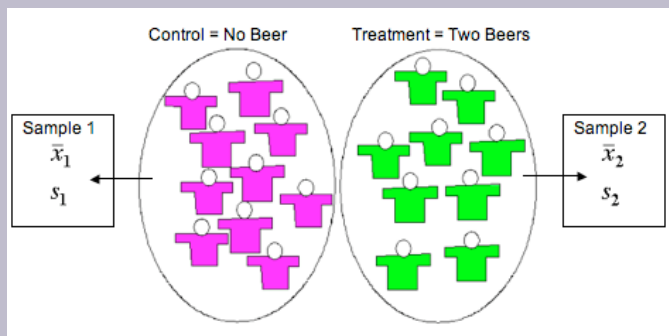 Control = No Beer
Treatment = Two Beers
Sample 1
x̄₁
s₁
Sample 2
x̄₂
s₂